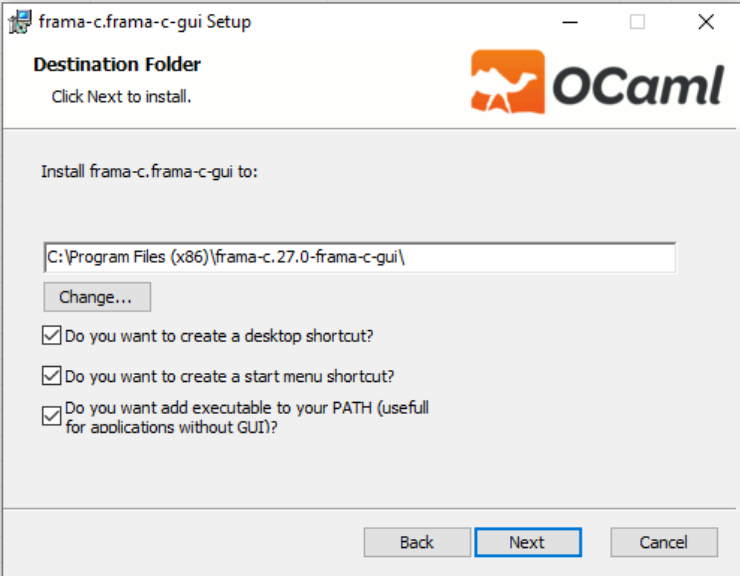 frama-c.frama-c-gui Setup
Destination Folder
Click Next to install.
OCaml
Install frama-c.frama-c-gui to:
C:\Program Files (x86)\frama-c.27.0-frama-c-gui\
Change...
Do you want to create a desktop shortcut?
Do you want to create a start menu shortcut?
Do you want add executable to your PATH (usefull
for applications without GUI)?
Back
Next
Cancel